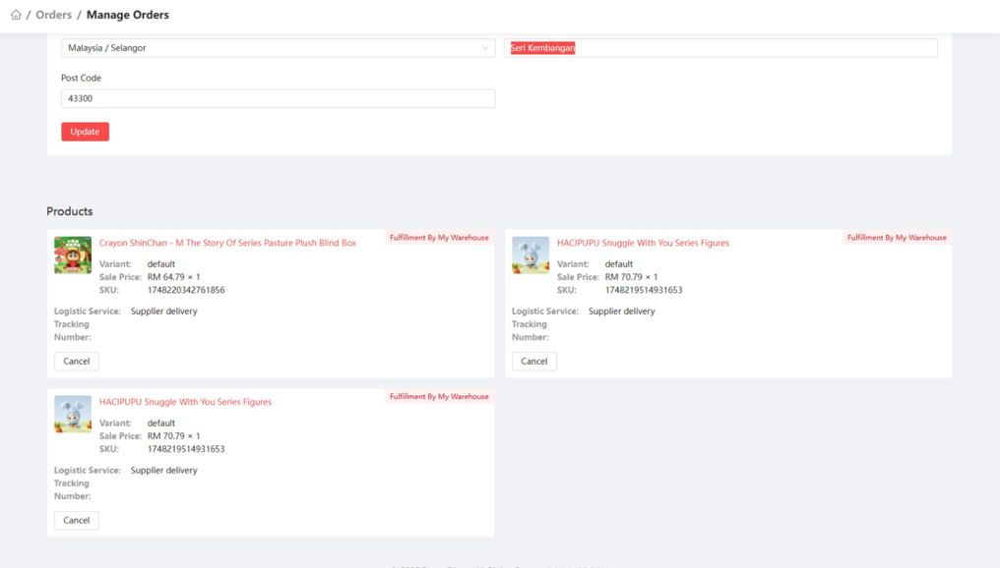 / Orders / Manage Orders
Malaysia / Selangor
Seri Kembangan
Post Code
43300
Update
Products
Fulfillment By My Warehouse
Crayon ShinChan - M The Story Of Series Pasture Plush Blind Box
Variant: default
Sale Price: RM 64.79 × 1
SKU: 1748220342761856
Logistic Service: Supplier delivery
Tracking
Number:
Cancel
Fulfillment By My Warehouse
HACIPUPU Snuggle With You Series Figures
Variant: default
Sale Price: RM 70.79 × 1
SKU: 1748219514931653
Logistic Service: Supplier delivery
Tracking
Number:
Cancel
Fulfillment By My Warehouse
HACIPUPU Snuggle With You Series Figures
Variant: default
Sale Price: RM 70.79 × 1
SKU: 1748219514931653
Logistic Service: Supplier delivery
Tracking
Number:
Cancel